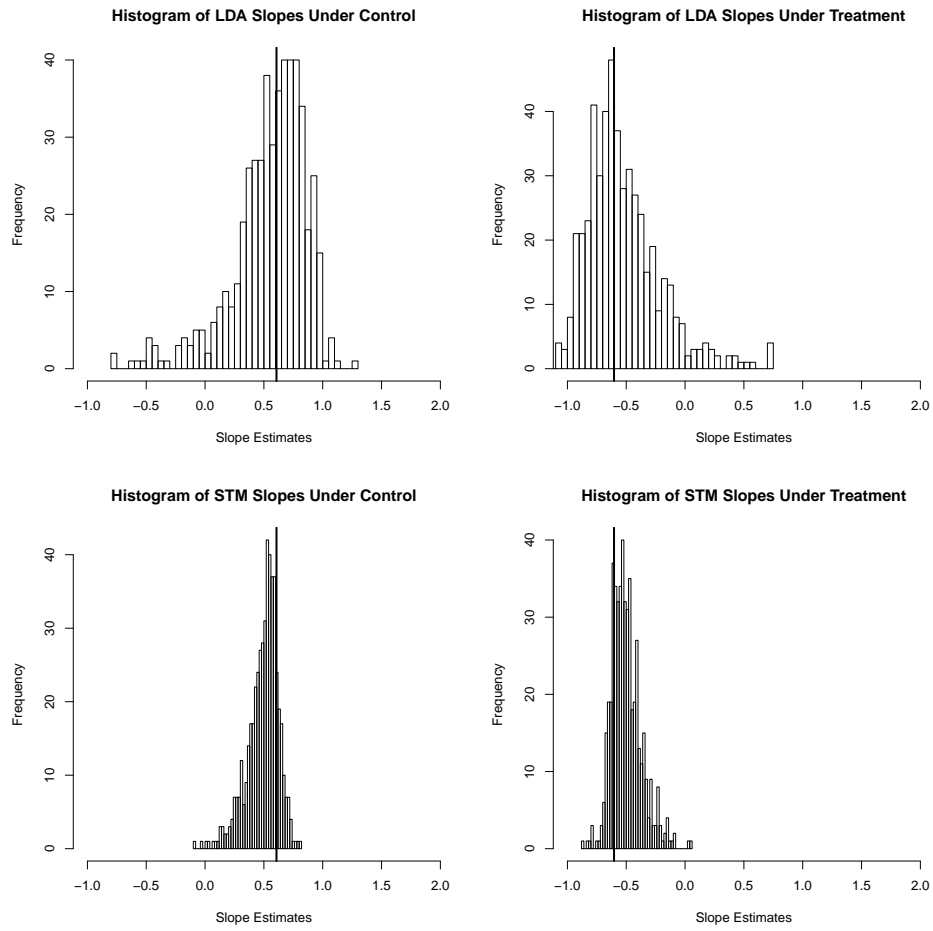 Histogram of LDA Slopes Under Control
Frequency
0 10 20 30 40
−1.0 −0.5 0.0 0.5 1.0 1.5 2.0
Slope Estimates
Histogram of LDA Slopes Under Treatment
Frequency
0 10 20 30 40
−1.0 −0.5 0.0 0.5 1.0 1.5 2.0
Slope Estimates
Histogram of STM Slopes Under Control
Frequency
0 10 20 30 40
−1.0 −0.5 0.0 0.5 1.0 1.5 2.0
Slope Estimates
Histogram of STM Slopes Under Treatment
Frequency
0 10 20 30 40
−1.0 −0.5 0.0 0.5 1.0 1.5 2.0
Slope Estimates